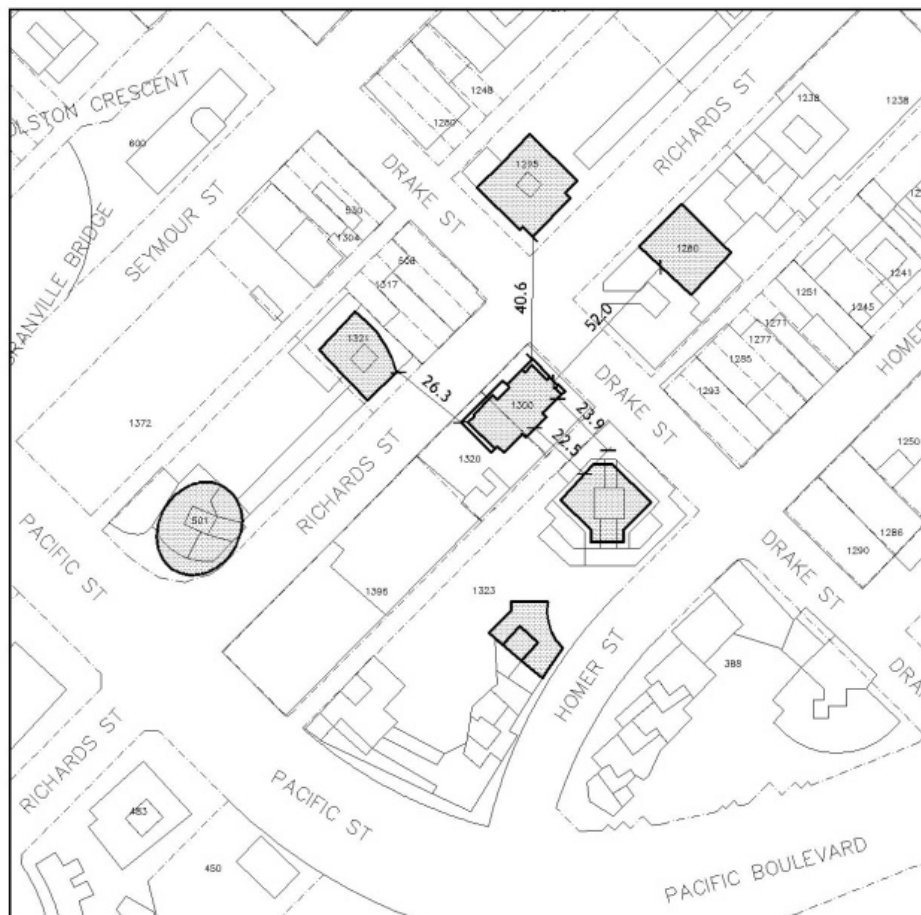 OLSTON CRESCENT
600
1248
1280
RICHARDS ST
1238
1238
DRAKE ST
1295
SEYMOUR ST
GRANVILLE BRIDGE
530
1304
508
1317
1280
1251
1241
1245
1271
1277
1285
1293
HOMER
40.6
52.0
1321
26.3
1300
23.9
22.5
DRAKE ST
1372
1320
RICHARDS ST
501
PACIFIC ST
1250
1286
1290
DRAKE ST
1396
1323
HOMER ST
388
DRA
RICHARDS ST
PACIFIC ST
483
450
PACIFIC BOULEVARD